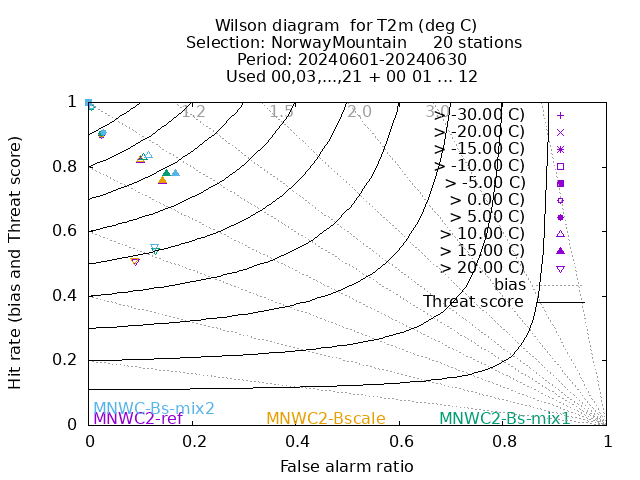 Wilson diagram  for T2m (deg C)
Selection: NorwayMountain     20 stations
Period: 20240601-20240630
Used 00,03,...,21 + 00 01 ... 12
1.2 1.5 2.0 3.0
> -30.00 C)
> -20.00 C)
> -15.00 C)
> -10.00 C)
> -5.00 C)
> 0.00 C)
> 5.00 C)
> 10.00 C)
> 15.00 C)
> 20.00 C)
bias
Threat score
1
0.8
0.6
0.4
0.2
0
Hit rate (bias and Threat score)
MNWC-Bs-mix2
MNWC2-ref MNWC2-Bscale MNWC2-Bs-mix1
0 0.2 0.4 0.6 0.8 1
False alarm ratio